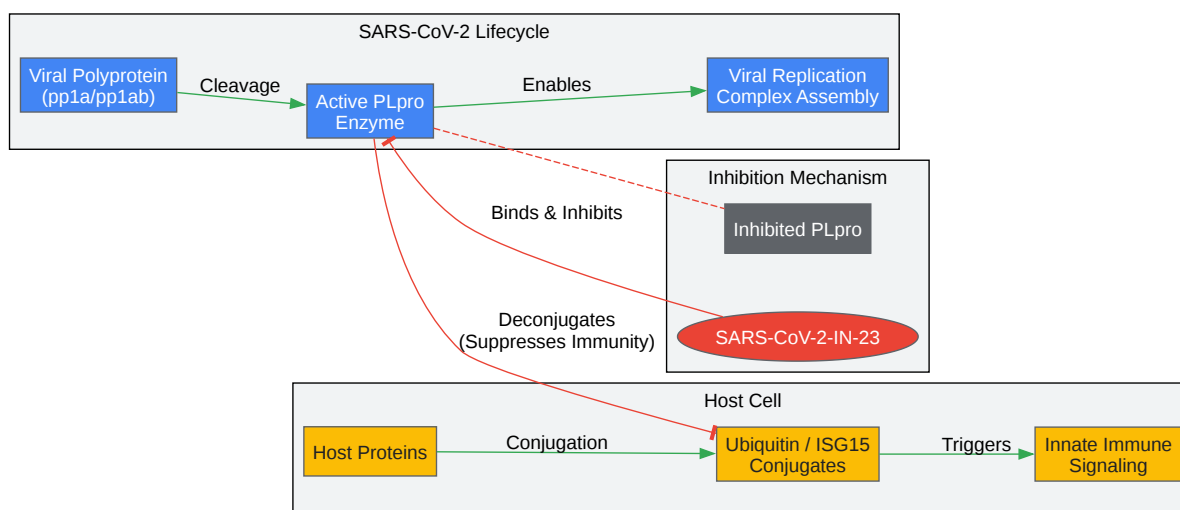 SARS-CoV-2 Lifecycle
Viral Polyprotein
(pp1a/pp1ab)
Cleavage
Active PLpro
Enzyme
Enables
Viral Replication
Complex Assembly
Inhibition Mechanism
Inhibited PLpro
Binds & Inhibits
SARS-CoV-2-IN-23
Deconjugates
(Suppresses Immunity)
Host Cell
Host Proteins
Conjugation
Ubiquitin / ISG15
Conjugates
Triggers
Innate Immune
Signaling